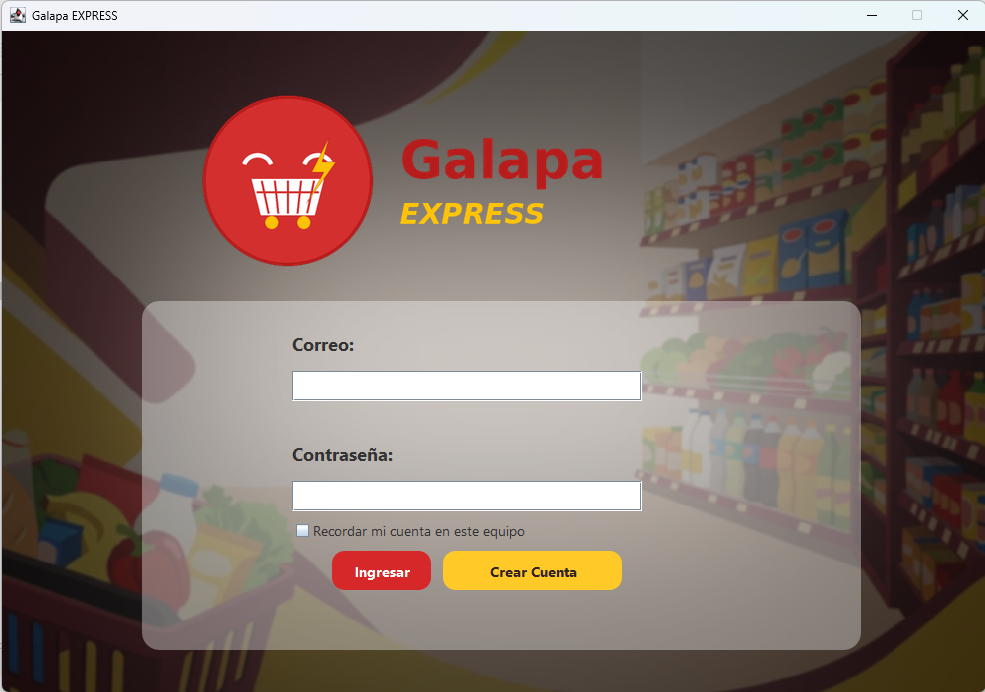 Galapa EXPRESS
Galapa
EXPRESS
Correo:
Contraseña:
Recordar mi cuenta en este equipo
Ingresar
Crear Cuenta